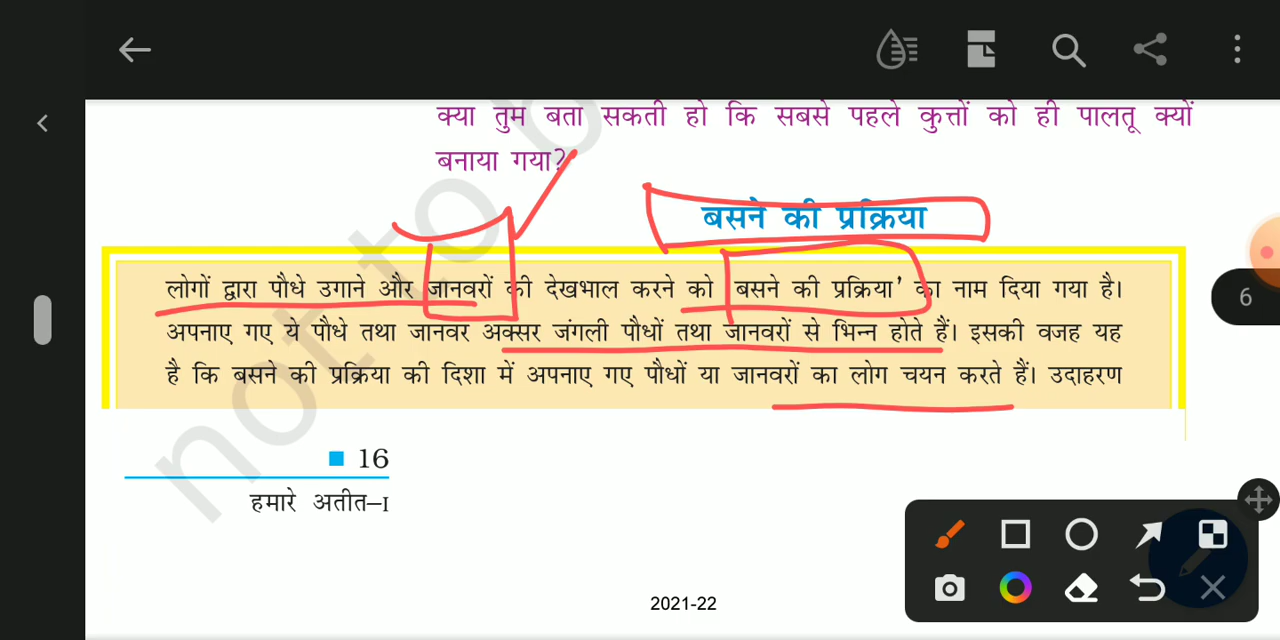 क्या तुम बता सकती हो कि सबसे पहले कुत्तों को ही पालतू क्यों
बनाया गया?
बसने की प्रक्रिया
लोगों द्वारा पौधे उगाने और जानवरों की देखभाल करने को बसने की प्रक्रिया’ का नाम दिया गया है।
अपनाए गए ये पौधे तथा जानवर अक्सर जंगली पौधों तथा जानवरों से भिन्न होते हैं। इसकी वजह यह
है कि बसने की प्रक्रिया की दिशा में अपनाए गए पौधों या जानवरों का लोग चयन करते हैं। उदाहरण
6
16
हमारे अतीत–I
2021-22
not to b